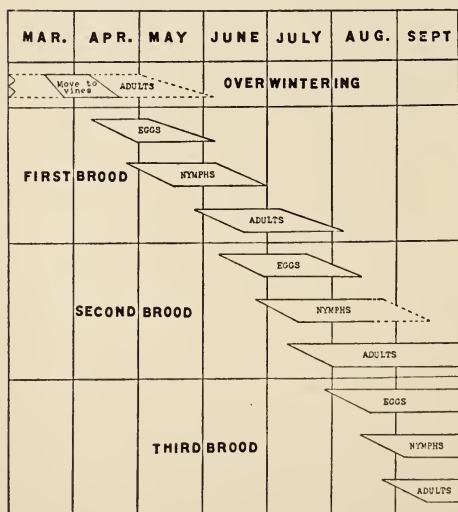 MAR. APR. MAY JUNE JULY AUG. SEPT
Move to
vines
ADULTS
OVERWINTERING
EGGS
FIRST BROOD
NYMPHS
ADULTS
EGGS
SECOND BROOD
NYMPHS
ADULTS
EGGS
THIRD BROOD
NYMPHS
ADULTS